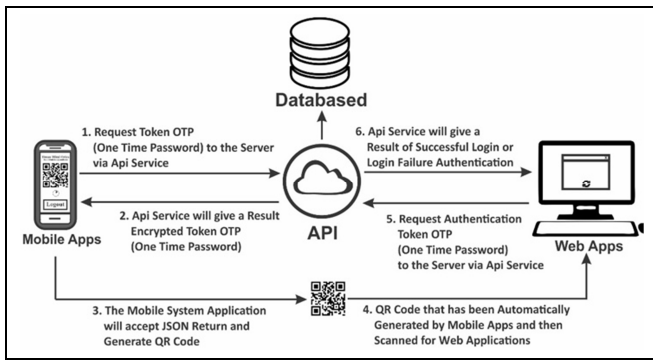 Databased
1. Request Token OTP
(One Time Password) to the Server
via Api Service
6. Api Service will give a
Result of Successful Login or
Login Failure Authentication
Logout
2. Api Service will give a Result
Encrypted Token OTP
(One Time Password)
API
5. Request Authentication
Token OTP
(One Time Password)
to the Server via Api Service
Mobile Apps
Web Apps
3. The Mobile System Application
will accept JSON Return and
Generate QR Code
4. QR Code that has been Automatically
Generated by Mobile Apps and then
Scanned for Web Applications